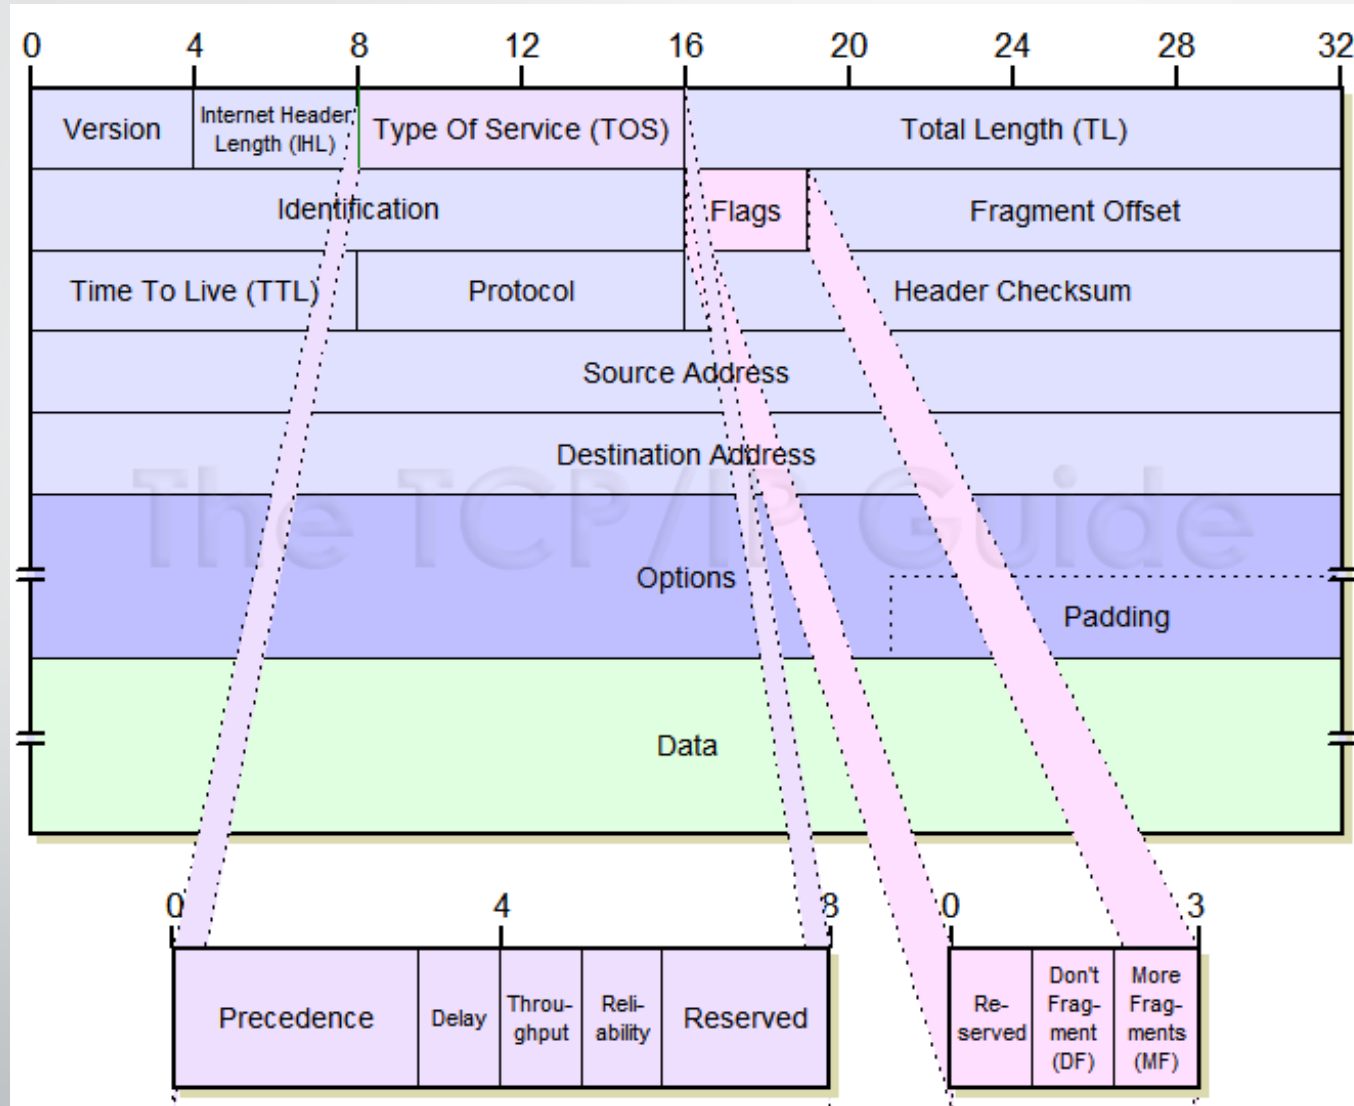 0 4 8 12 16 20 24 28 32
Version
Internet Header
Length (IHL)
Type Of Service (TOS)
Total Length (TL)
Identification
Flags
Fragment Offset
Time To Live (TTL)
Protocol
Header Checksum
Source Address
Destination Address
The TCP/IP Guide
Options
Padding
Data
0 4 8
Precedence
Delay
Throu-
ghput
Reli-
ability
Reserved
0 3
Re-
served
Don't
Frag-
ment
(DF)
More
Frag-
ments
(MF)